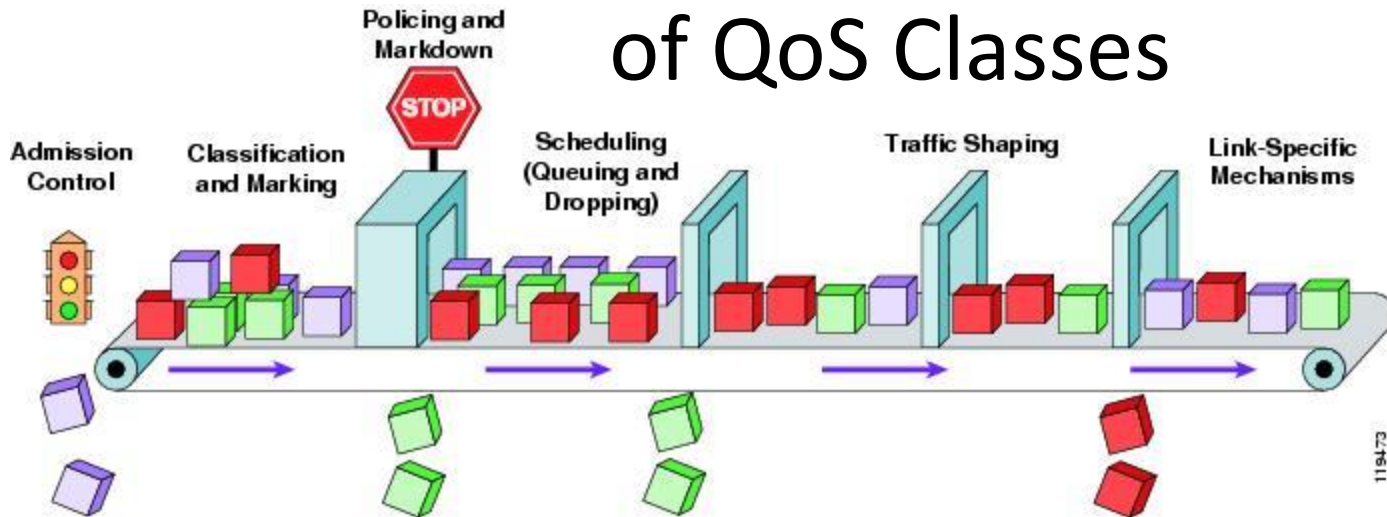 of QoS Classes
Policing and
Markdown
STOP
Admission
Control
Classification
and Marking
Scheduling
(Queuing and
Dropping)
Traffic Shaping
Link-Specific
Mechanisms
119473